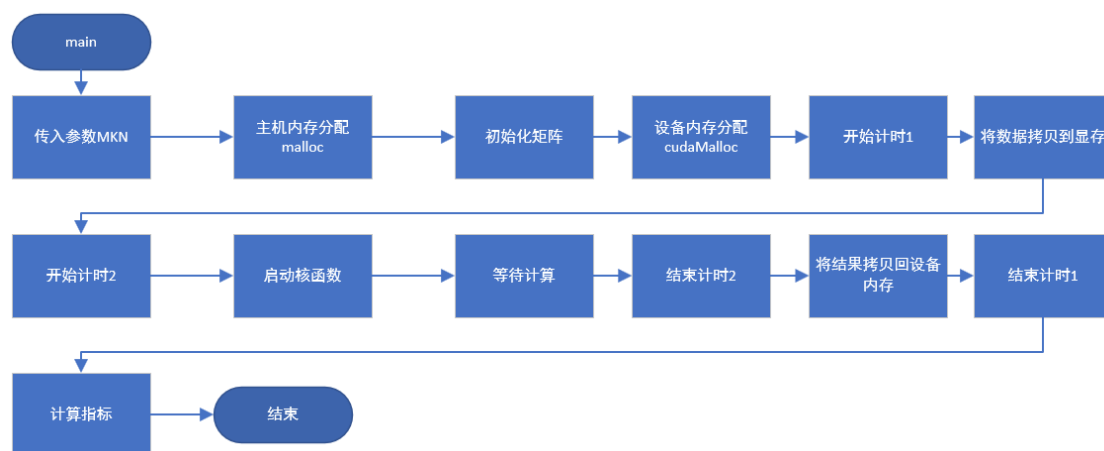 main
传入参数MKN
主机内存分配
malloc
初始化矩阵
设备内存分配
cudaMalloc
开始计时1
将数据拷贝到显存
开始计时2
启动核函数
等待计算
结束计时2
将结果拷贝回设备
内存
结束计时1
计算指标
结束